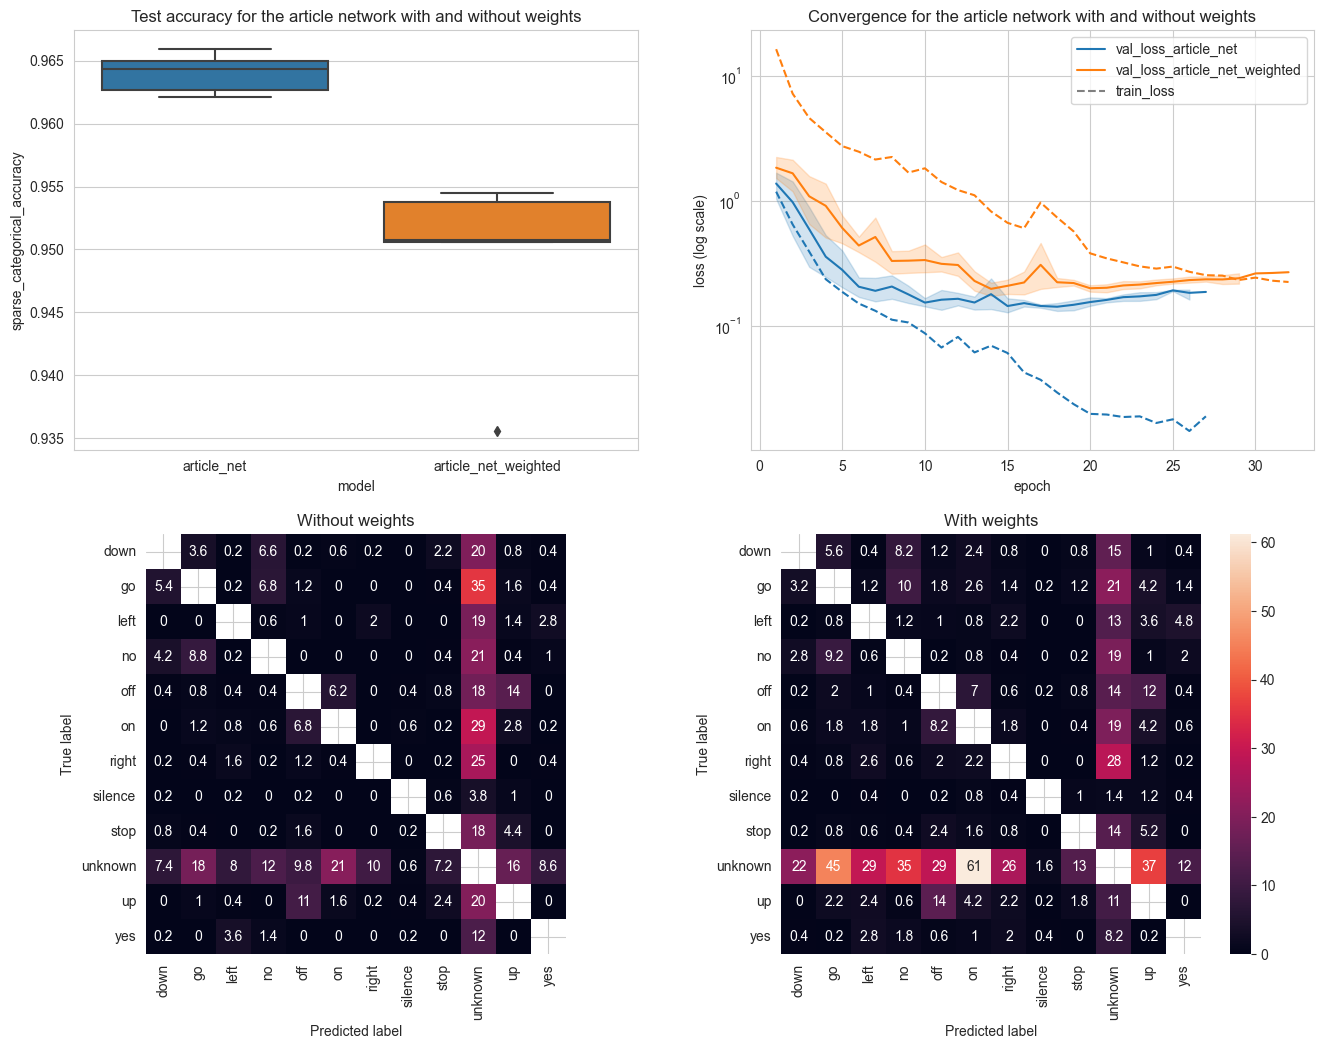 Test accuracy for the article network with and without weights
sparse_categorical_accuracy
0.965
0.960
0.955
0.950
0.945
0.940
0.935
article_net article_net_weighted
model
Convergence for the article network with and without weights
loss (log scale)
10¹
10⁰
10⁻¹
val_loss_article_net
val_loss_article_net_weighted
train_loss
0 5 10 15 20 25 30
epoch
Without weights
True label
down 3.6 0.2 6.6 0.2 0.6 0.2 0 2.2 20 0.8 0.4
go 5.4 0.2 6.8 1.2 0 0 0 0.4 35 1.6 0.4
left 0 0 0.6 1 0 2 0 0 19 1.4 2.8
no 4.2 8.8 0.2 0 0 0 0 0 21 0.4 1
off 0.4 0.8 0.4 0.4 6.2 0 0.4 0.8 18 14 0
on 0 1.2 0.8 0.6 6.8 0 0.6 0.2 29 2.8 0.2
right 0.2 0.4 1.6 0.2 1.2 0.4 0 0 25 0 0.4
silence 0.2 0 0.2 0 0.2 0 0 0.6 3.8 1 0
stop 0.8 0.4 0 0.2 1.6 0 0 0.2 18 4.4 0
unknown 7.4 18 8 12 9.8 21 10 0.6 7.2 16 8.6
up 0 1 0.4 0 11 1.6 0.2 0.4 2.4 20 0
yes 0.2 0 3.6 1.4 0 0 0 0.2 0 12 0
down go left no off on right silence stop unknown up yes
Predicted label
With weights
True label
down 5.6 0.4 8.2 1.2 2.4 0.8 0 0.8 15 1 0.4
go 3.2 1.2 10 1.8 2.6 1.4 0.2 1.2 21 4.2 1.4
left 0.2 0.8 1.2 1 0.8 2.2 0 0 13 3.6 4.8
no 2.8 9.2 0.6 0.2 0.8 0.4 0 0.2 19 1 2
off 0.2 2 1 0.4 7 0.6 0.2 0.8 14 12 0.4
on 0.6 1.8 1.8 1 8.2 1.8 0 0.4 19 4.2 0.6
right 0.4 0.8 2.6 0.6 2 2.2 0 0 28 1.2 0.2
silence 0.2 0 0.4 0 0.2 0.8 0.4 1 1.4 1.2 0.4
stop 0.2 0.8 0.6 0.4 2.4 1.6 0.8 0 14 5.2 0
unknown 22 45 29 35 29 61 26 1.6 13 37 12
up 0 2.2 2.4 0.6 14 4.2 2.2 0.2 1.8 11 0
yes 0.4 0.2 2.8 1.8 0.6 1 2 0.4 0 8.2 0.2
down go left no off on right silence stop unknown up yes
Predicted label
60
50
40
30
20
10
0